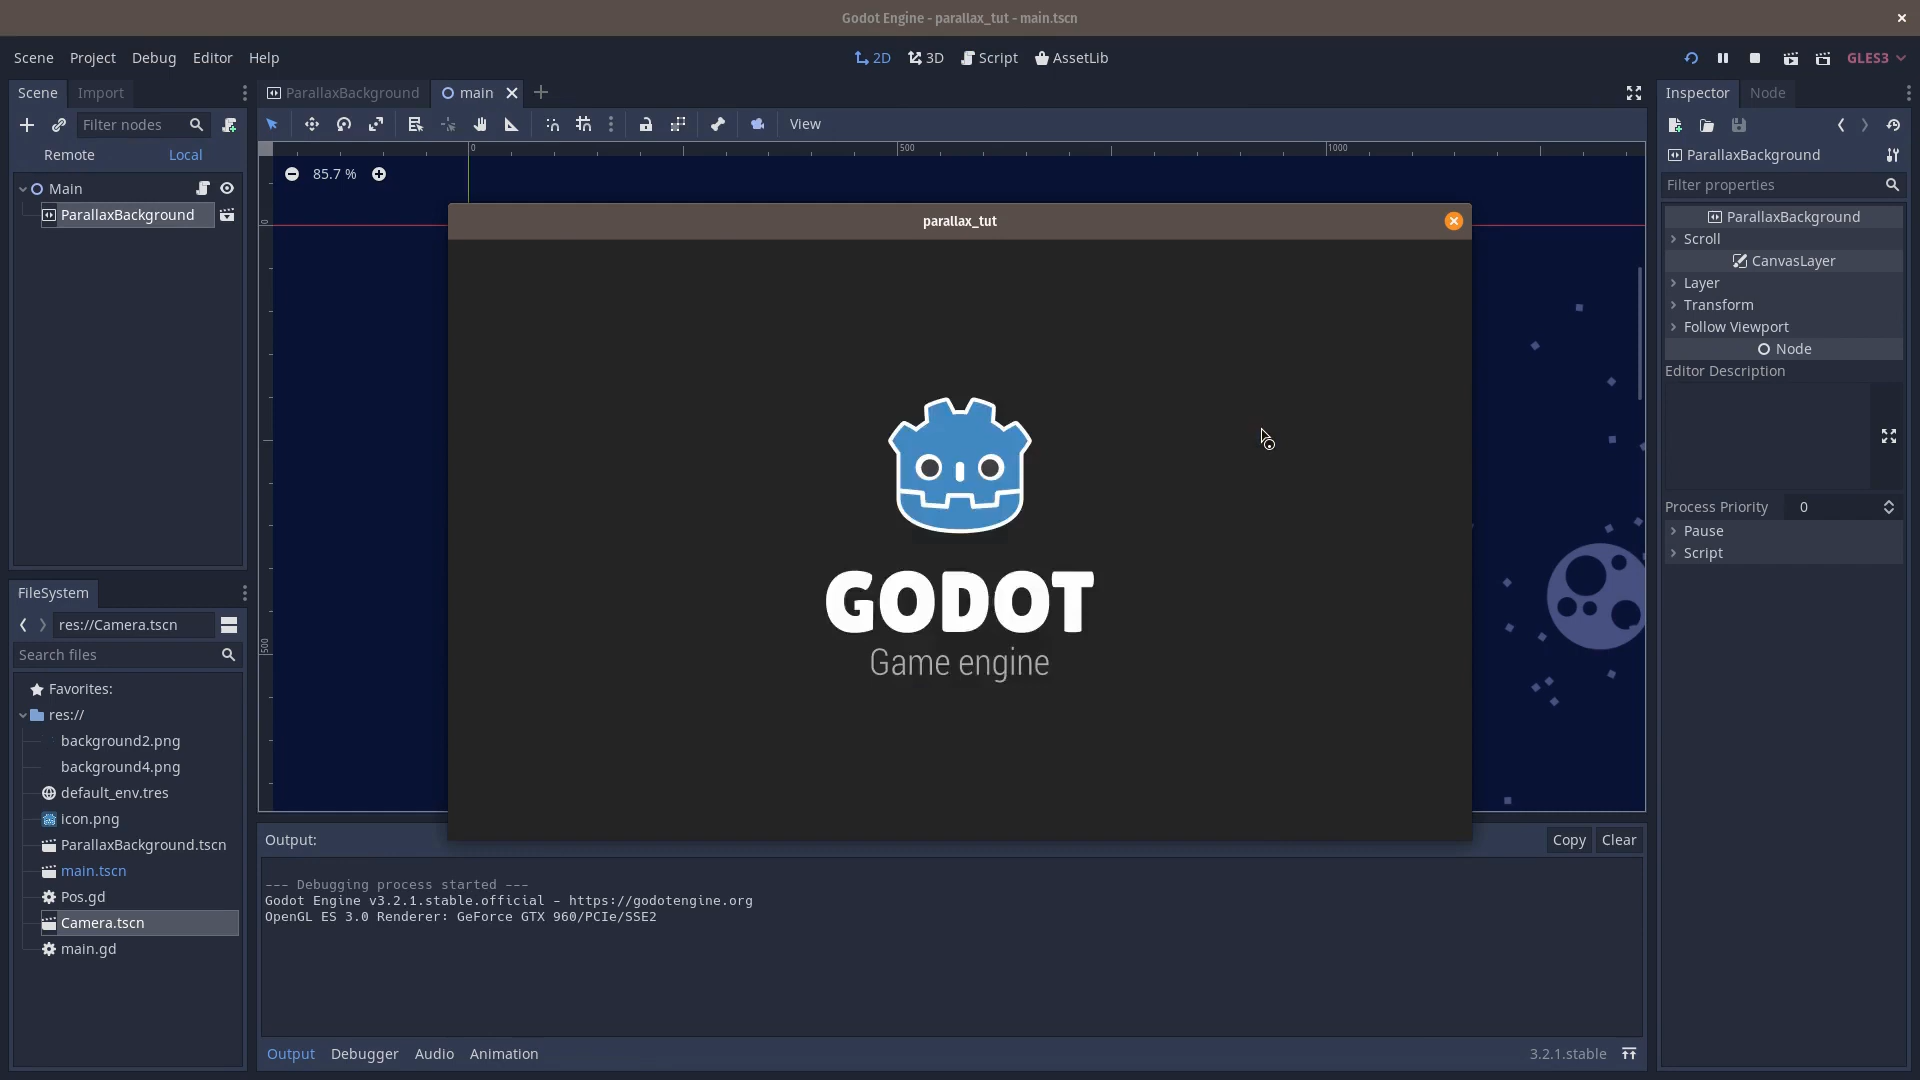 Godot Engine - parallax_tut - main.tscn
Scene Project Debug Editor Help
2D 3D Script AssetLib
GLES3
Scene Import
ParallaxBackground main
Inspector Node
Filter nodes
View
Remote Local
ParallaxBackground
Filter properties
0 500 1000
85.7 %
Main
ParallaxBackground
0
500
parallax_tut
GODOT
Game engine
ParallaxBackground
Scroll
CanvasLayer
Layer
Transform
Follow Viewport
Node
Editor Description
Process Priority 0
Pause
Script
FileSystem
res://Camera.tscn
Search files
Favorites:
res://
background2.png
background4.png
default_env.tres
icon.png
ParallaxBackground.tscn
main.tscn
Pos.gd
Camera.tscn
main.gd
Output:
Copy Clear
--- Debugging process started ---
Godot Engine v3.2.1.stable.official - https://godotengine.org
OpenGL ES 3.0 Renderer: GeForce GTX 960/PCIe/SSE2
Output Debugger Audio Animation
3.2.1.stable